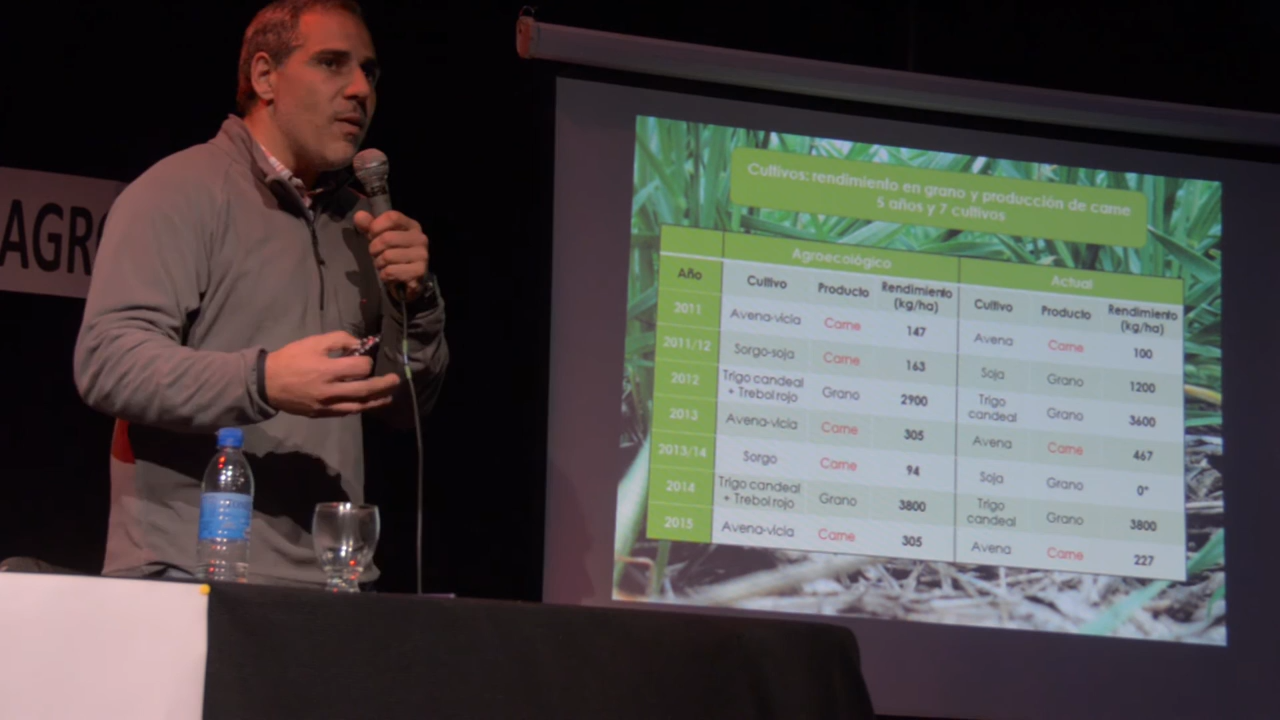 AGR
Cultivos: rendimiento en grano y producción de carne
5 años y 7 cultivos
Agroecológico Actual
Año Cultivo Producto Rendimiento (kg/ha) Cultivo Producto Rendimiento (kg/ha)
2011 Avena-vicia Carne 147 Avena Carne 100
2011/12 Sorgo-soja Carne 163 Soja Grano 1200
2012 Trigo candeal + Trebol rojo Grano 2900 Trigo candeal Grano 3600
2013 Avena-vicia Carne 305 Avena Carne 467
2013/14 Sorgo Carne 94 Soja Grano 0*
2014 Trigo candeal + Trebol rojo Grano 3800 Trigo candeal Grano 3800
2015 Avena-vicia Carne 305 Avena Carne 227